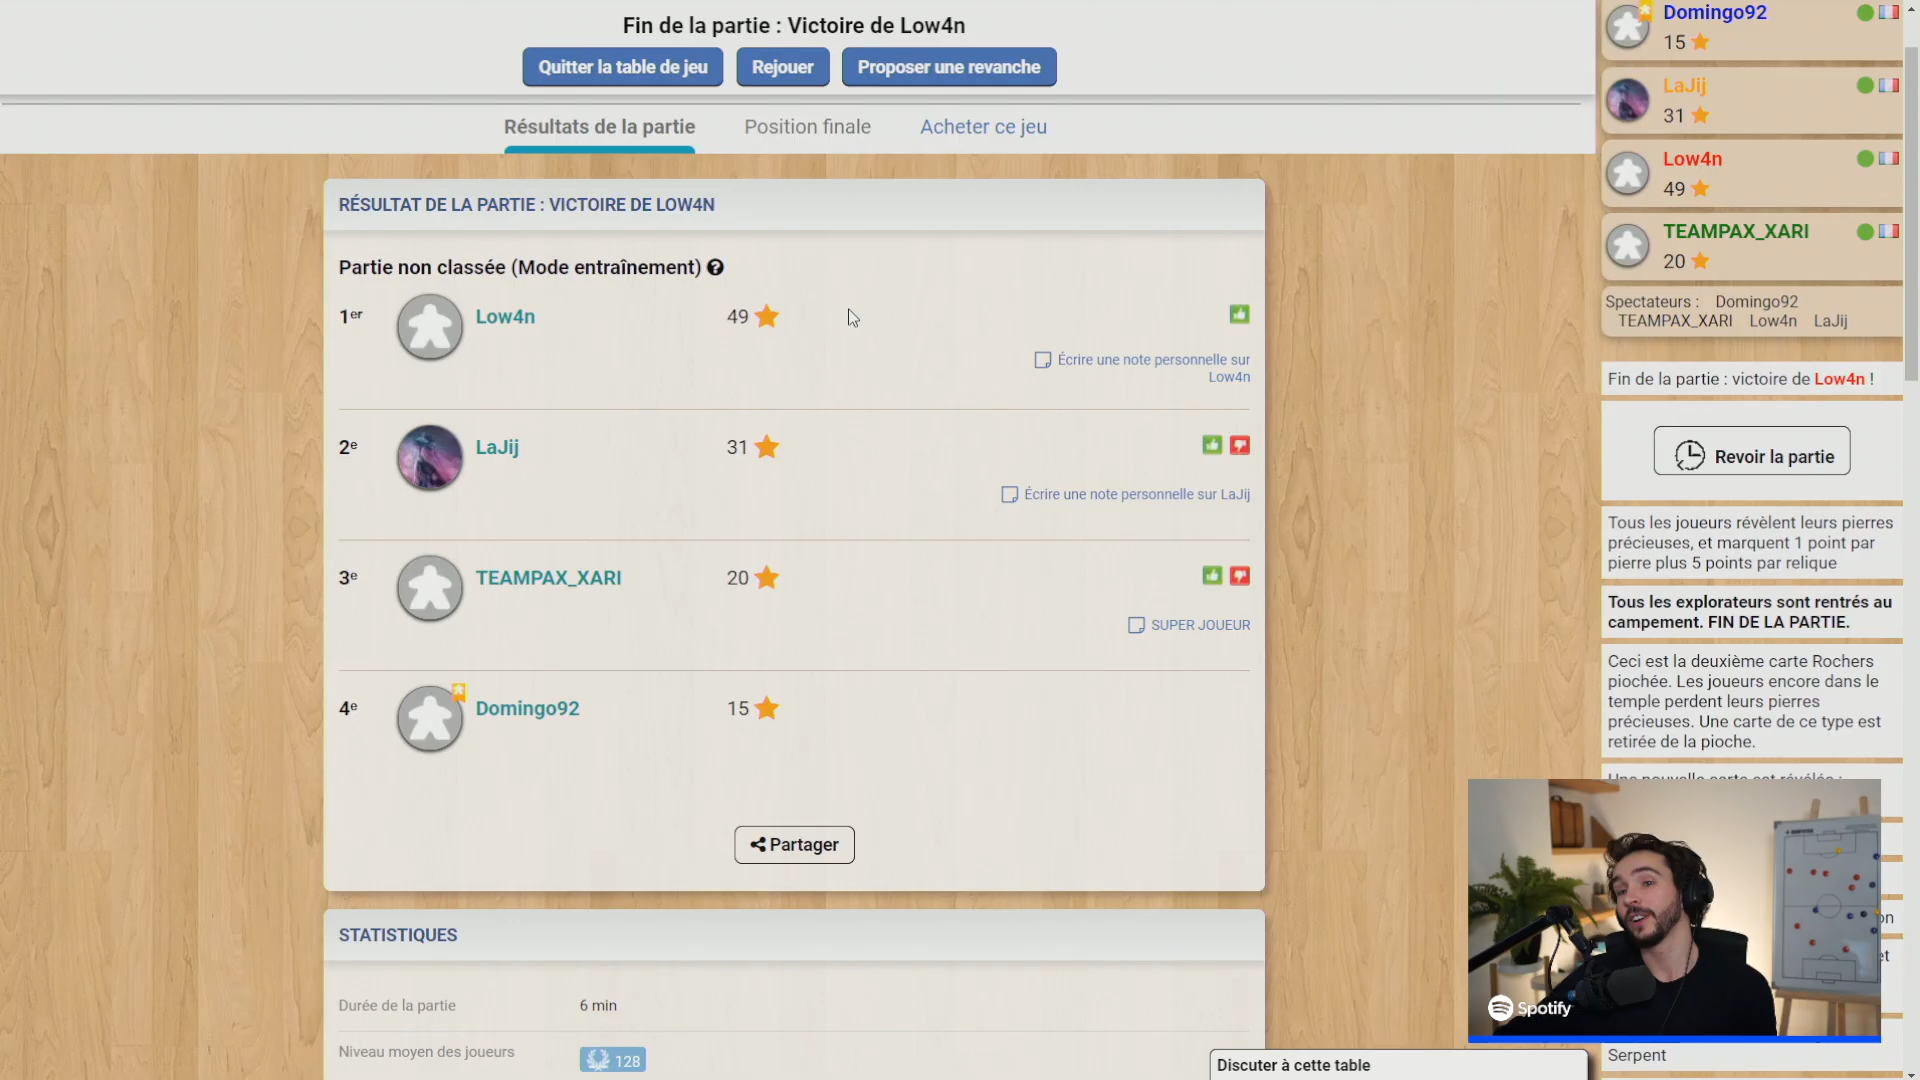 Fin de la partie : Victoire de Low4n
Quitter la table de jeu
Rejouer
Proposer une revanche
Résultats de la partie
Position finale
Acheter ce jeu
RÉSULTAT DE LA PARTIE : VICTOIRE DE LOW4N
Partie non classée (Mode entraînement) ?
1er
Low4n
49
Écrire une note personnelle sur
Low4n
2e
LaJij
31
Écrire une note personnelle sur LaJij
3e
TEAMPAX_XARI
20
SUPER JOUEUR
4e
Domingo92
15
Partager
STATISTIQUES
Durée de la partie
6 min
Niveau moyen des joueurs
128
Domingo92
15
LaJij
31
Low4n
49
TEAMPAX_XARI
20
Spectateurs : Domingo92
TEAMPAX_XARI Low4n LaJij
Fin de la partie : victoire de Low4n !
Revoir la partie
Tous les joueurs révèlent leurs pierres
précieuses, et marquent 1 point par
pierre plus 5 points par relique
Tous les explorateurs sont rentrés au
campement. FIN DE LA PARTIE.
Ceci est la deuxième carte Rochers
piochée. Les joueurs encore dans le
temple perdent leurs pierres
précieuses. Une carte de ce type est
retirée de la pioche.
Une nouvelle carte est révélée :
on
et
Spotify
Serpent
Discuter à cette table